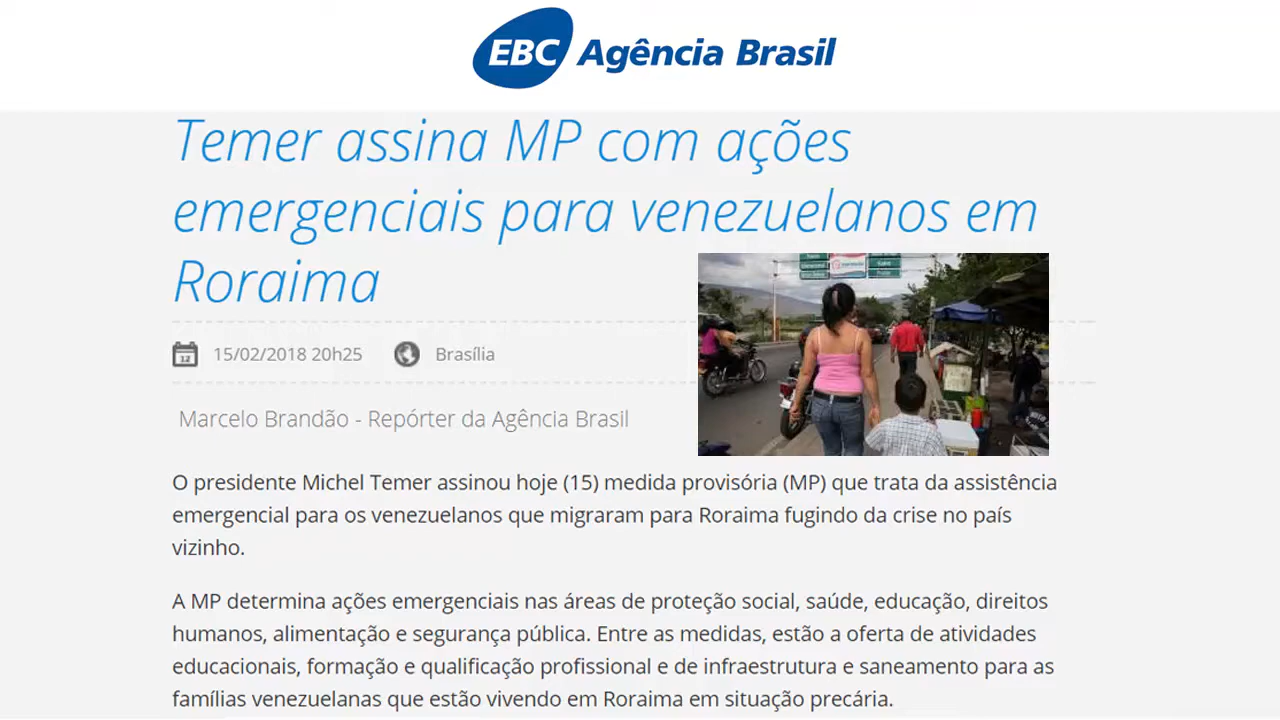 EBC Agência Brasil
Temer assina MP com ações
emergenciais para venezuelanos em
Roraima
15/02/2018 20h25 Brasília
Marcelo Brandão - Repórter da Agência Brasil
O presidente Michel Temer assinou hoje (15) medida provisória (MP) que trata da assistência
emergencial para os venezuelanos que migraram para Roraima fugindo da crise no país
vizinho.
A MP determina ações emergenciais nas áreas de proteção social, saúde, educação, direitos
humanos, alimentação e segurança pública. Entre as medidas, estão a oferta de atividades
educacionais, formação e qualificação profissional e de infraestrutura e saneamento para as
famílias venezuelanas que estão vivendo em Roraima em situação precária.